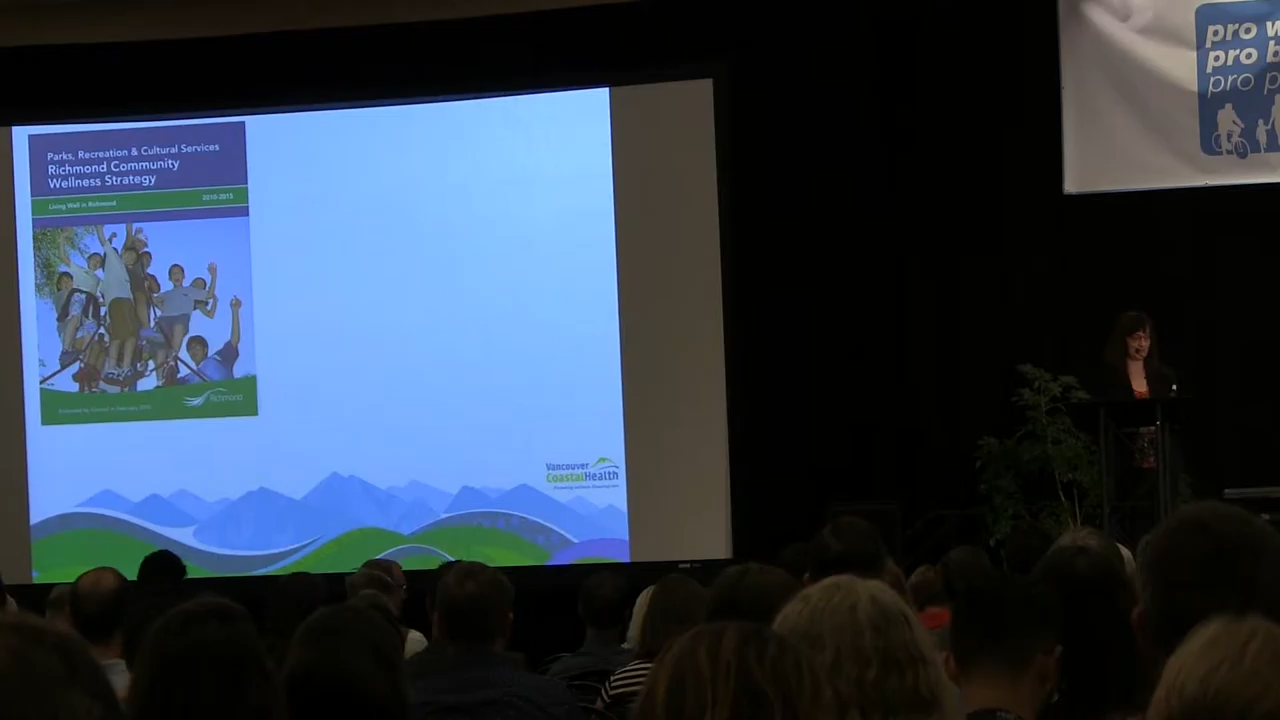 Parks, Recreation & Cultural Services
Richmond Community
Wellness Strategy
Living Well in Richmond
2010-2015
Richmond
Vancouver
CoastalHealth
pro w
pro b
pro p